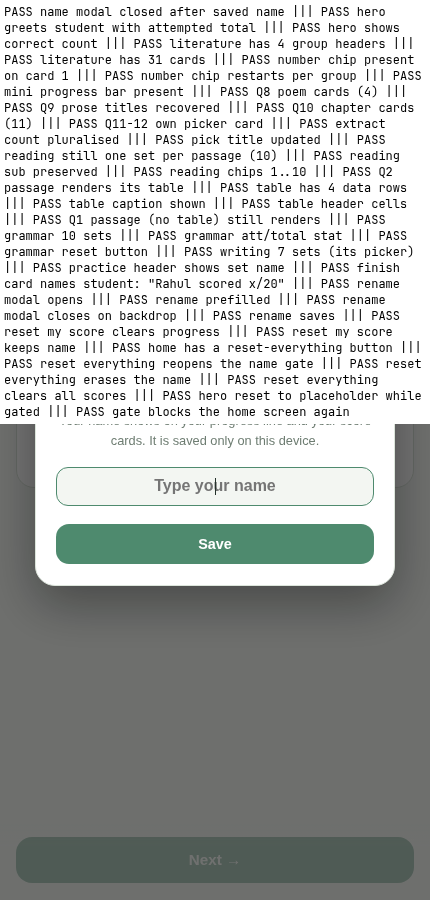 PASS name modal closed after saved name ||| PASS hero
greets student with attempted total ||| PASS hero shows
correct count ||| PASS literature has 4 group headers |||
PASS literature has 31 cards ||| PASS number chip present
on card 1 ||| PASS number chip restarts per group ||| PASS
mini progress bar present ||| PASS Q8 poem cards (4) |||
PASS Q9 prose titles recovered ||| PASS Q10 chapter cards
(11) ||| PASS Q11-12 own picker card ||| PASS extract
count pluralised ||| PASS pick title updated ||| PASS
reading still one set per passage (10) ||| PASS reading
sub preserved ||| PASS reading chips 1..10 ||| PASS Q2
passage renders its table ||| PASS table has 4 data rows
||| PASS table caption shown ||| PASS table header cells
||| PASS Q1 passage (no table) still renders ||| PASS
grammar 10 sets ||| PASS grammar att/total stat ||| PASS
grammar reset button ||| PASS writing 7 sets (its picker)
||| PASS practice header shows set name ||| PASS finish
card names student: "Rahul scored x/20" ||| PASS rename
modal opens ||| PASS rename prefilled ||| PASS rename
modal closes on backdrop ||| PASS rename saves ||| PASS
reset my score clears progress ||| PASS reset my score
keeps name ||| PASS home has a reset-everything button |||
PASS reset everything reopens the name gate ||| PASS reset
everything erases the name ||| PASS reset everything
clears all scores ||| PASS hero reset to placeholder while
gated ||| PASS gate blocks the home screen again
cards. It is saved only on this device.
Type your name
Save
Next →